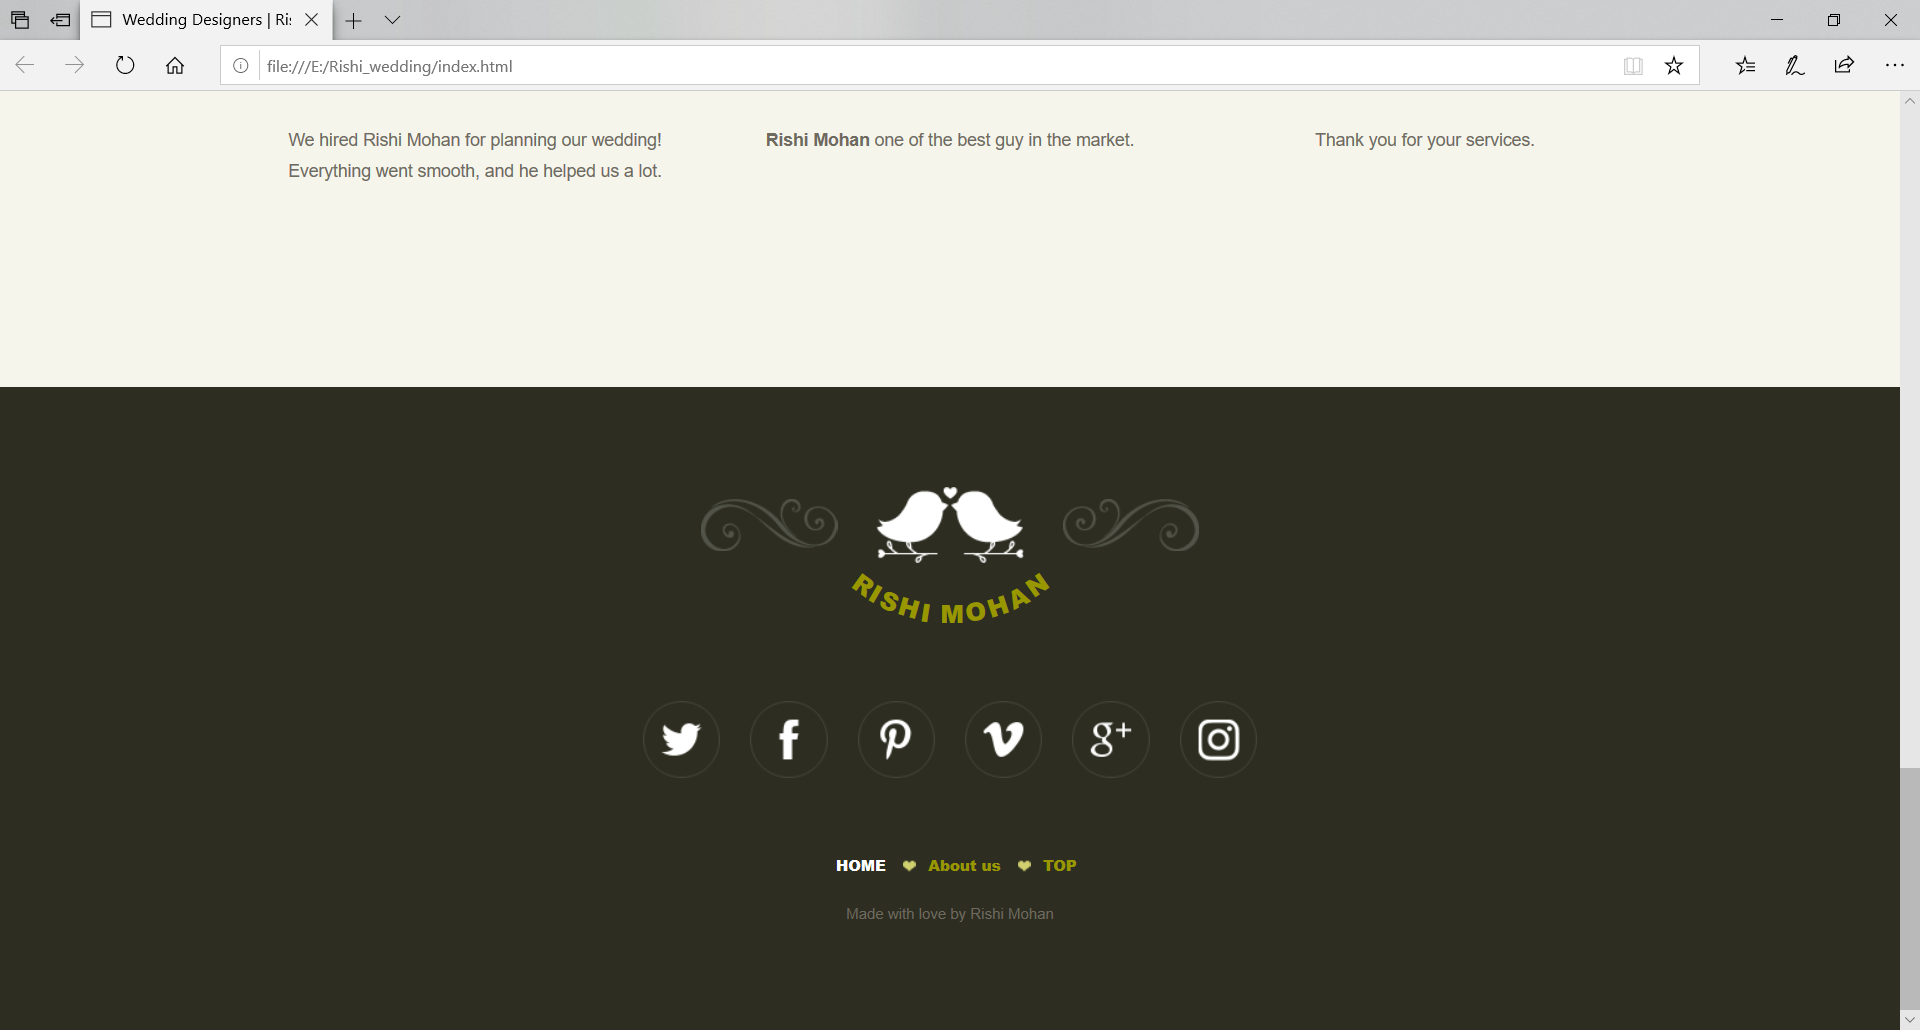 Wedding Designers | Ri
file:///E:/Rishi_wedding/index.html
We hired Rishi Mohan for planning our wedding!
Everything went smooth, and he helped us a lot.
Rishi Mohan one of the best guy in the market.
Thank you for your services.
RISHI MOHAN
HOME About us TOP
Made with love by Rishi Mohan